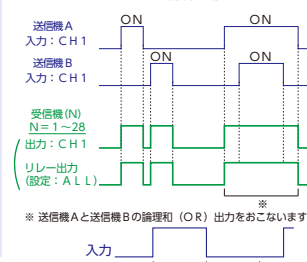 ON ON
送信機A
入力：CH1
ON ON
送信機B
入力：CH1
受信機(N)
N＝1～28
出力：CH1
リレー出力
(設定：ALL)
※
※ 送信機Aと送信機Bの論理和（OR）出力をおこないます
入力